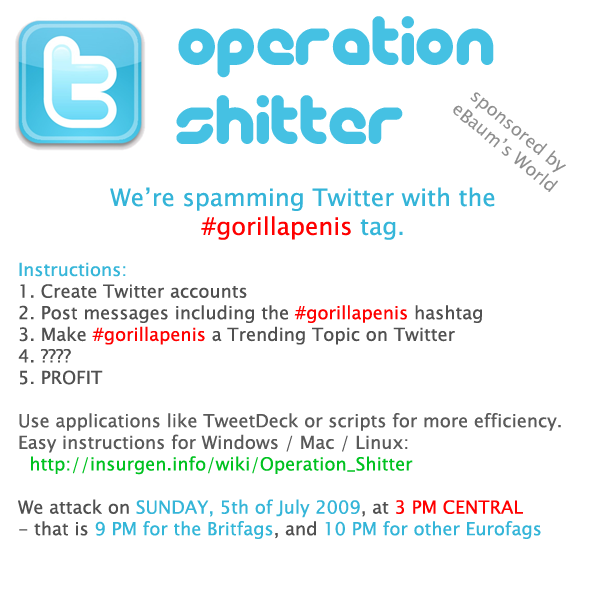 operation
shitter
sponsored by
eBaum's World
We're spamming Twitter with the
#gorillapenis tag.
Instructions:
1. Create Twitter accounts
2. Post messages including the #gorillapenis hashtag
3. Make #gorillapenis a Trending Topic on Twitter
4. ????
5. PROFIT
Use applications like TweetDeck or scripts for more efficiency.
Easy instructions for Windows / Mac / Linux:
http://insurgen.info/wiki/Operation_Shitter
We attack on SUNDAY, 5th of July 2009, at 3 PM CENTRAL
– that is 9 PM for the Britfags, and 10 PM for other Eurofags